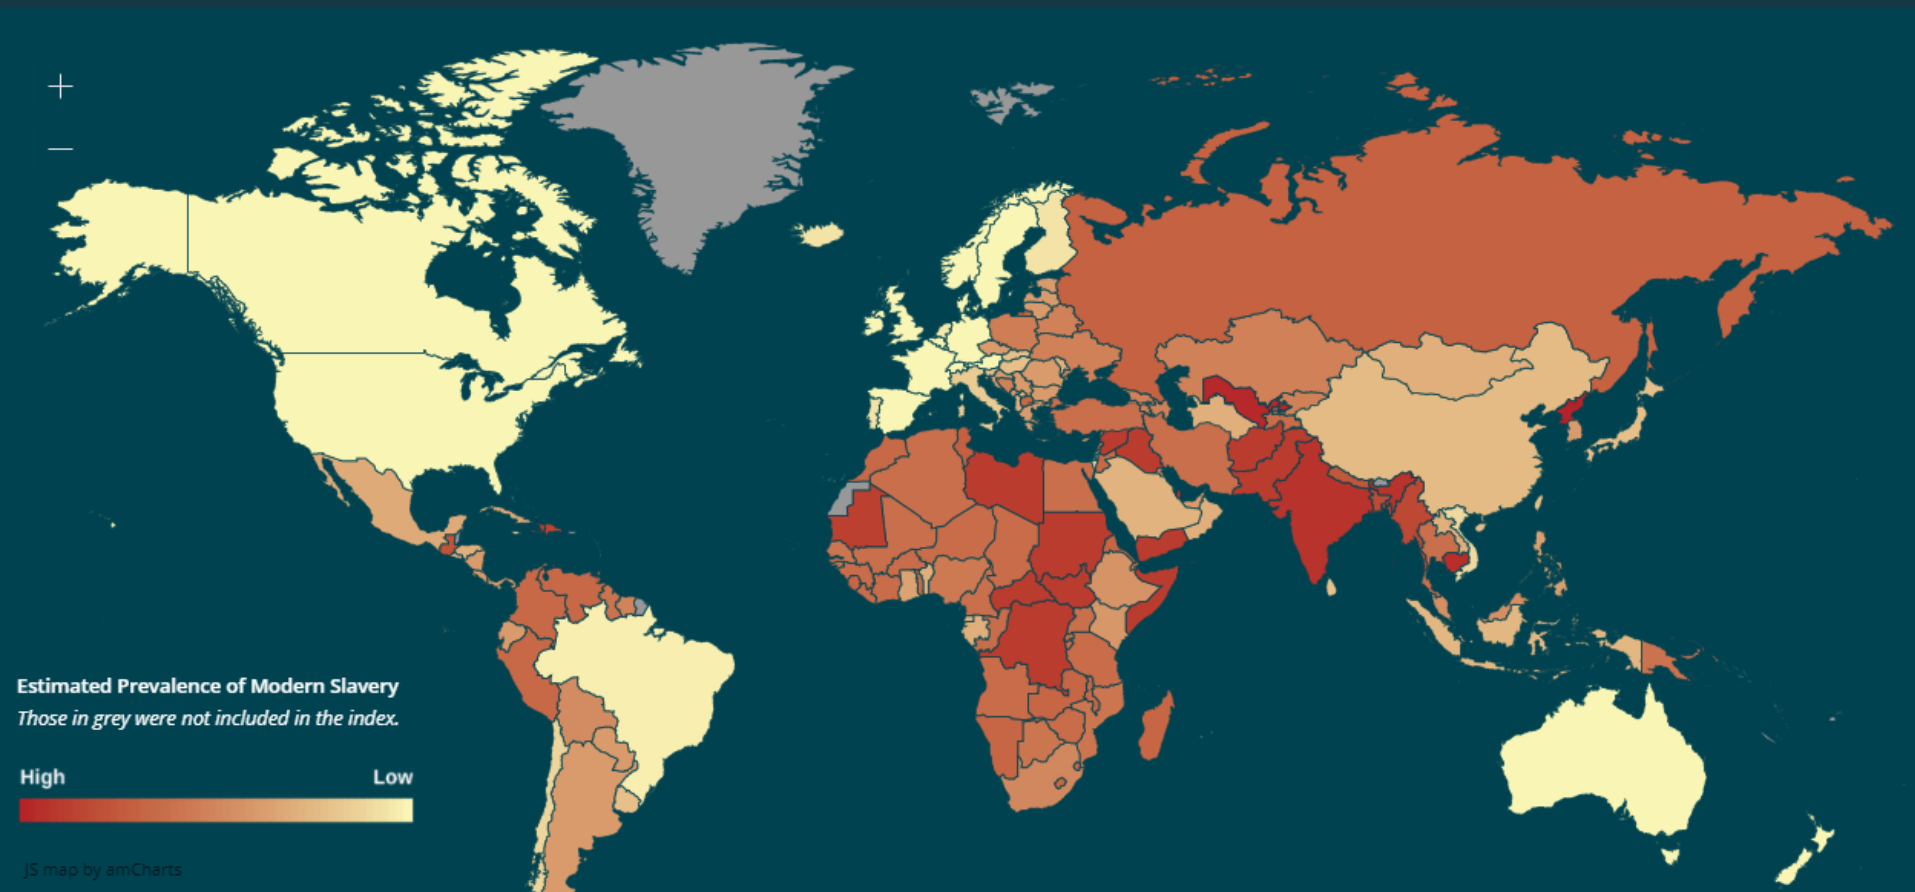 +
−
Estimated Prevalence of Modern Slavery
Those in grey were not included in the index.
High Low
JS map by amCharts